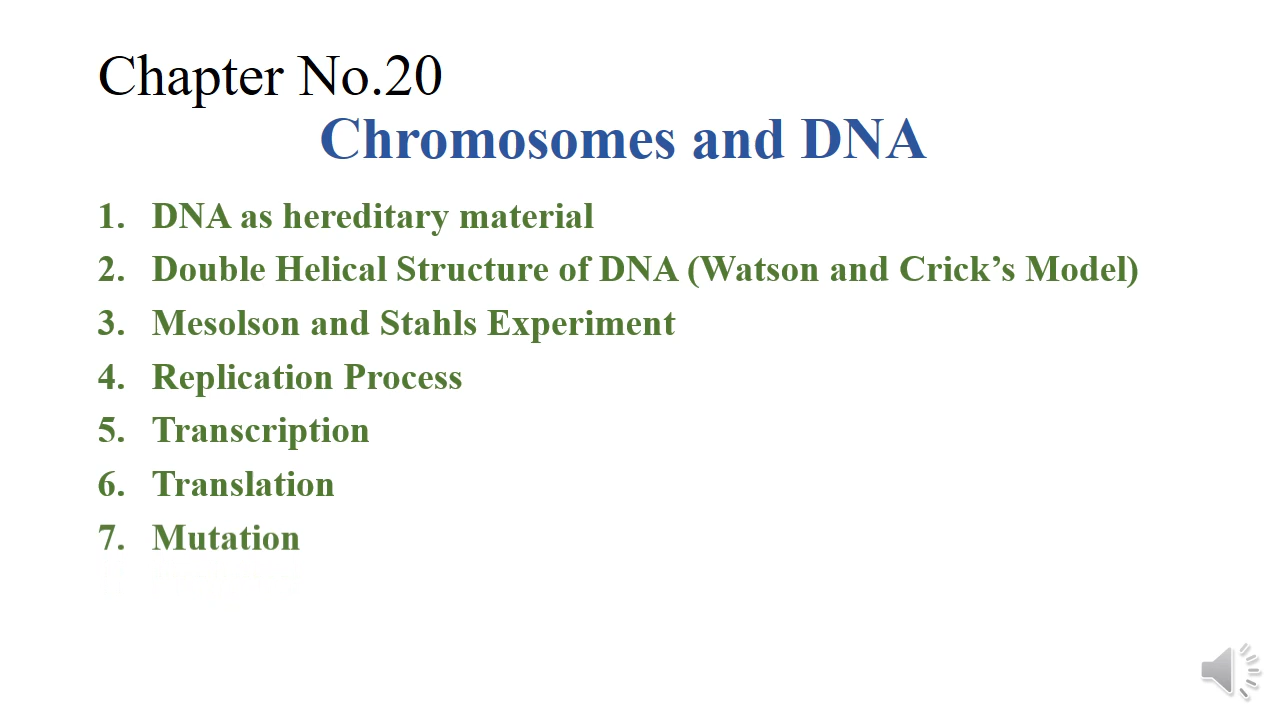 Chapter No.20
Chromosomes and DNA
1. DNA as hereditary material
2. Double Helical Structure of DNA (Watson and Crick’s Model)
3. Mesolson and Stahls Experiment
4. Replication Process
5. Transcription
6. Translation
7. Mutation